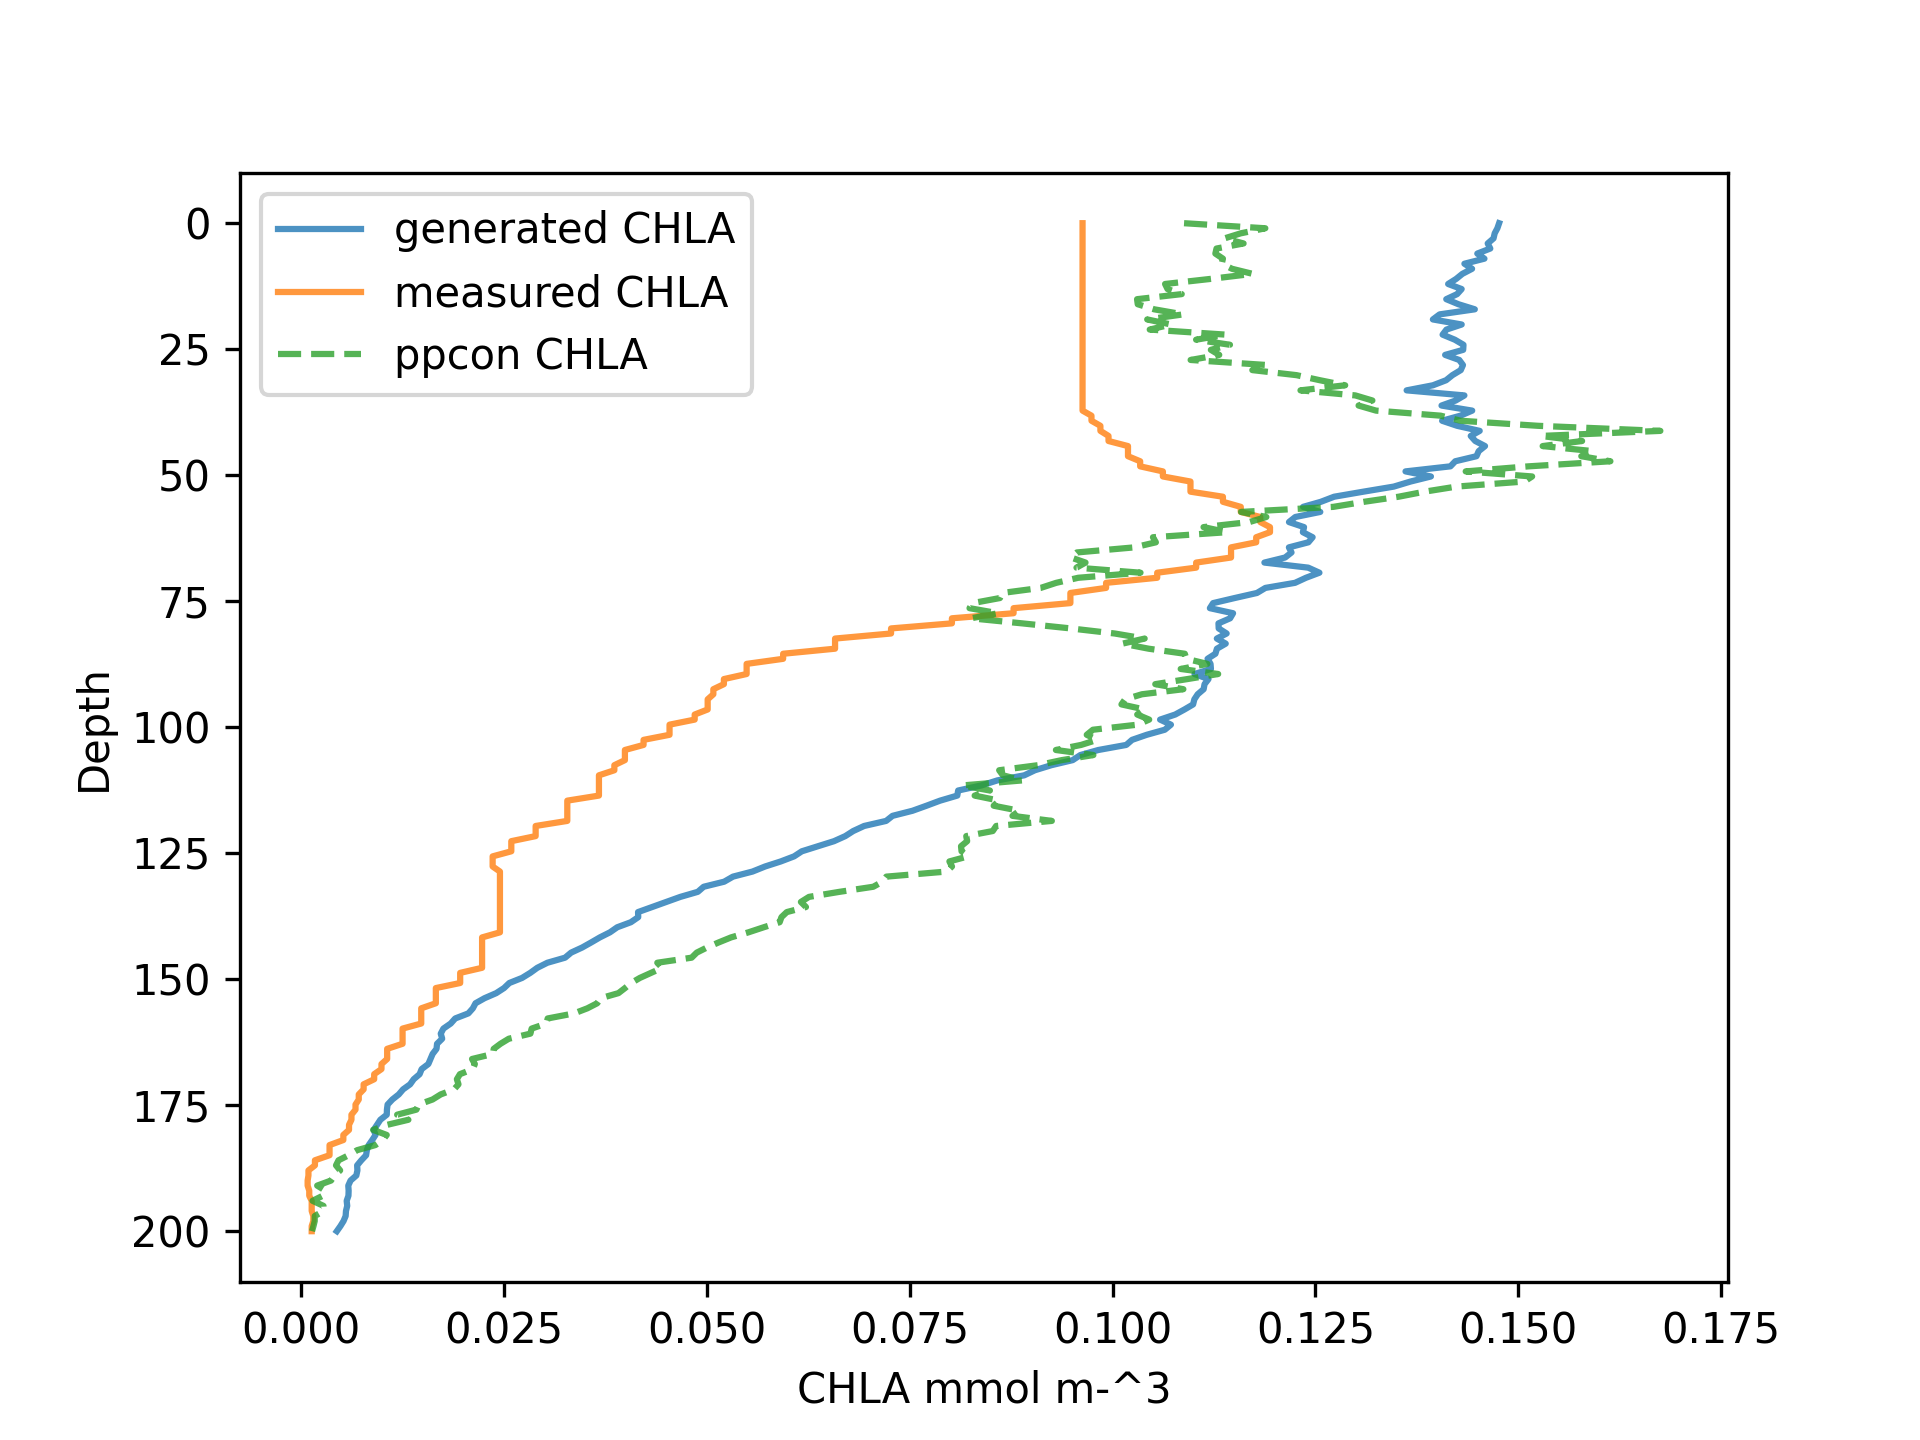 generated CHLA
measured CHLA
ppcon CHLA
0
25
50
75
100
125
150
175
200
Depth
0.000 0.025 0.050 0.075 0.100 0.125 0.150 0.175
CHLA mmol m-^3